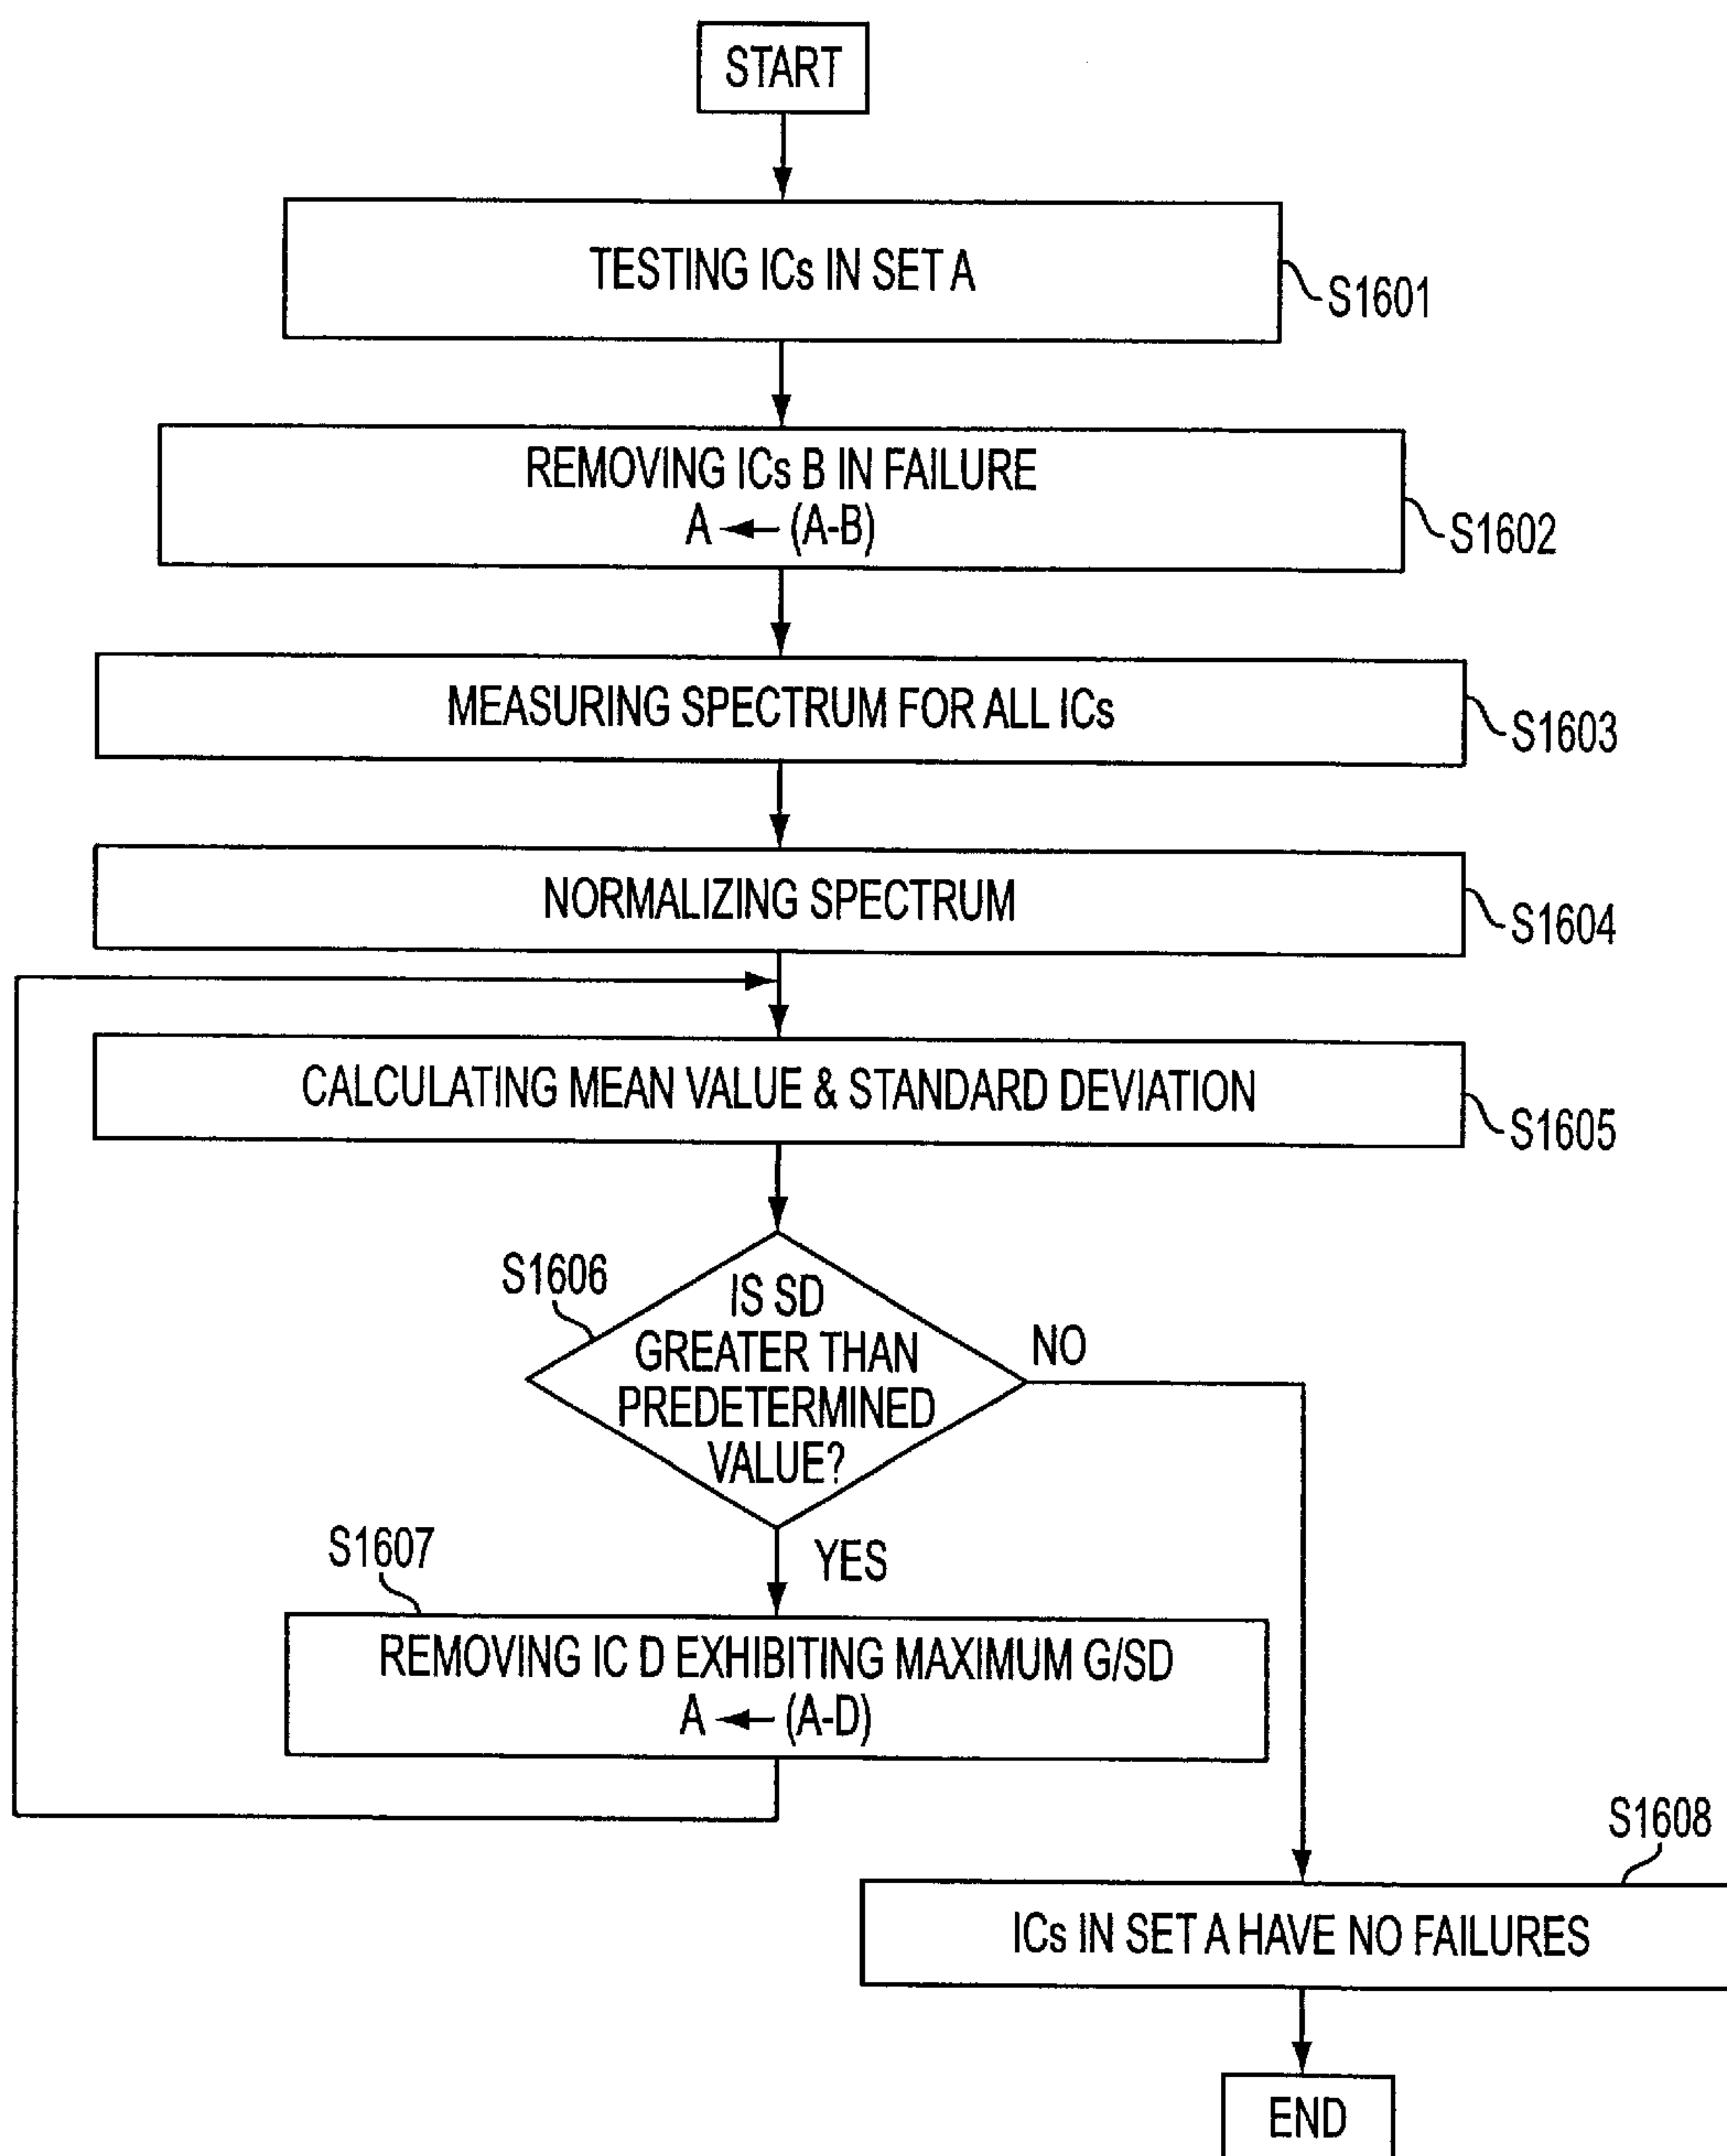 START
TESTING ICs IN SET A
S1601
REMOVING ICs B IN FAILURE
A ← (A-B)
S1602
MEASURING SPECTRUM FOR ALL ICs
S1603
NORMALIZING SPECTRUM
S1604
CALCULATING MEAN VALUE & STANDARD DEVIATION
S1605
S1606
IS SD
GREATER THAN
PREDETERMINED
VALUE?
NO
YES
S1607
REMOVING IC D EXHIBITING MAXIMUM G/SD
A ← (A-D)
S1608
ICs IN SET A HAVE NO FAILURES
END